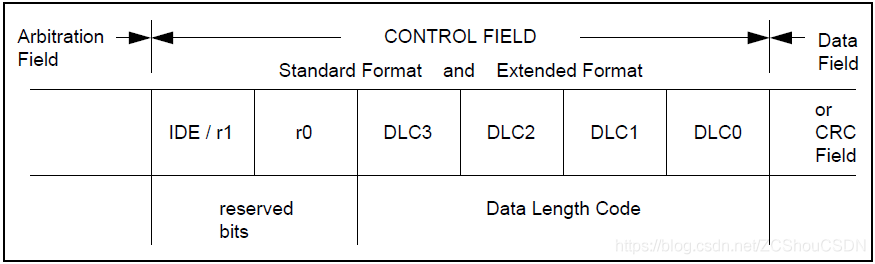 Arbitration
Field
CONTROL FIELD
Data
Field
Standard Format and Extended Format
IDE / r1
r0
DLC3
DLC2
DLC1
DLC0
or
CRC
Field
reserved
bits
Data Length Code
https://blog.csdn.net/ZCShouCSDN